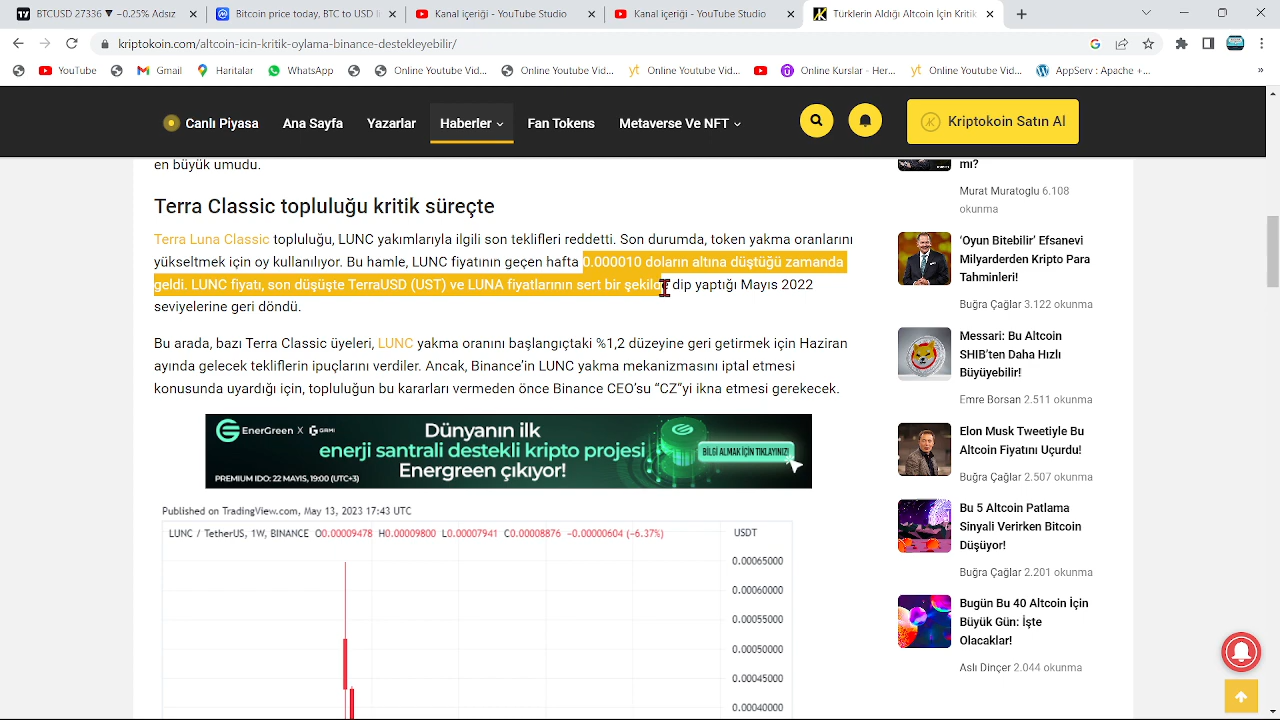 BTCUSD 27336 ▼ −0.25% Adsız
Bitcoin price today, BTC to USD li
Kanal içeriği - YouTube Studio
Kanal içeriği - YouTube Studio
Türklerin Aldığı Altcoin İçin Kritik
kriptokoin.com/altcoin-icin-kritik-oylama-binance-destekleyebilir/
YouTube
Gmail
Haritalar
WhatsApp
Online Youtube Vid...
Online Youtube Vid...
Online Youtube Vid...
Online Kurslar - Her...
Online Youtube Vid...
AppServ : Apache +...
»
Canlı Piyasa
Ana Sayfa
Yazarlar
Haberler
Fan Tokens
Metaverse Ve NFT
Kriptokoin Satın Al
en büyük umudu.
Terra Classic topluluğu kritik süreçte
Terra Luna Classic topluluğu, LUNC yakımlarıyla ilgili son teklifleri reddetti. Son durumda, token yakma oranlarını
yükseltmek için oy kullanılıyor. Bu hamle, LUNC fiyatının geçen hafta 0.000010 doların altına düştüğü zamanda
geldi. LUNC fiyatı, son düşüşte TerraUSD (UST) ve LUNA fiyatlarının sert bir şekilde dip yaptığı Mayıs 2022
seviyelerine geri döndü.
Bu arada, bazı Terra Classic üyeleri, LUNC yakma oranını başlangıçtaki %1,2 düzeyine geri getirmek için Haziran
ayında gelecek tekliflerin ipuçlarını verdiler. Ancak, Binance'in LUNC yakma mekanizmasını iptal etmesi
konusunda uyardığı için, topluluğun bu kararları vermeden önce Binance CEO'su "CZ"yi ikna etmesi gerekecek.
EnerGreen X GIRMI
Dünyanın ilk
enerji santrali destekli kripto projesi
Energreen çıkıyor!
PREMIUM IDO: 22 MAYIS, 19:00 (UTC+3)
BİLGİ ALMAK İÇİN TIKLAYINIZ!
Published on TradingView.com, May 13, 2023 17:43 UTC
LUNC / TetherUS, 1W, BINANCE O0.00009478 H0.00009800 L0.00007941 C0.00008876 −0.00000604 (−6.37%)
USDT
0.00065000
0.00060000
0.00055000
0.00050000
0.00045000
0.00040000
mı?
Murat Muratoglu 6.108
okunma
'Oyun Bitebilir' Efsanevi
Milyarderden Kripto Para
Tahminleri!
Buğra Çağlar 3.122 okunma
Messari: Bu Altcoin
SHIB'ten Daha Hızlı
Büyüyebilir!
Emre Borsan 2.511 okunma
Elon Musk Tweetiyle Bu
Altcoin Fiyatını Uçurdu!
Buğra Çağlar 2.507 okunma
Bu 5 Altcoin Patlama
Sinyali Verirken Bitcoin
Düşüyor!
Buğra Çağlar 2.201 okunma
Bugün Bu 40 Altcoin İçin
Büyük Gün: İşte
Olacaklar!
Aslı Dinçer 2.044 okunma